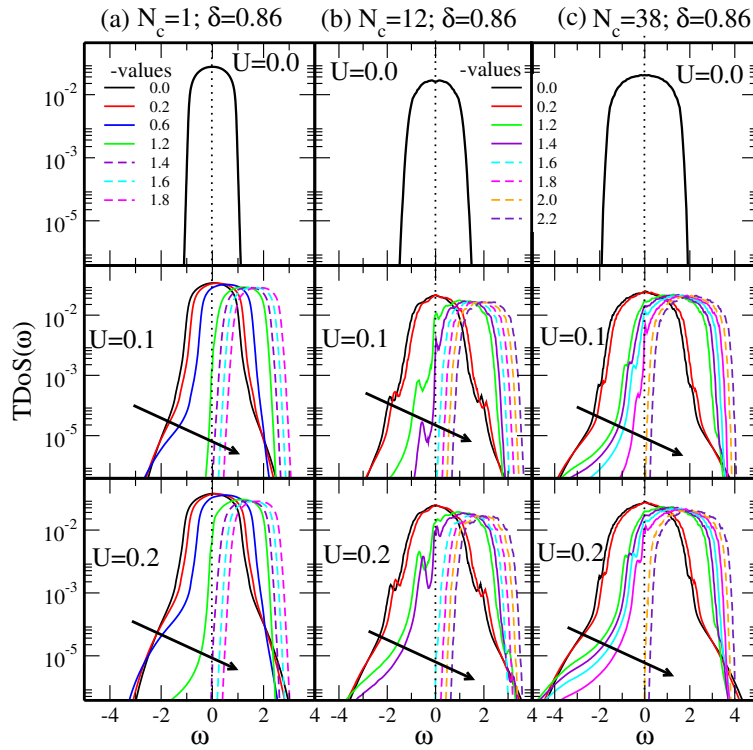 (a) N_c=1; δ=0.86 (b) N_c=12; δ=0.86 (c) N_c=38; δ=0.86
-values
0.0
0.2
0.6
1.2
1.4
1.6
1.8
U=0.0
U=0.0
-values
0.0
0.2
1.2
1.4
1.6
1.8
2.0
2.2
U=0.0
10^-2
10^-3
10^-5
U=0.1
U=0.1
U=0.1
10^-2
10^-3
10^-5
TDoS(ω)
U=0.2
U=0.2
U=0.2
10^-2
10^-3
10^-5
-4 -2 0 2 4 -4 -2 0 2 4 -4 -2 0 2 4
ω ω ω